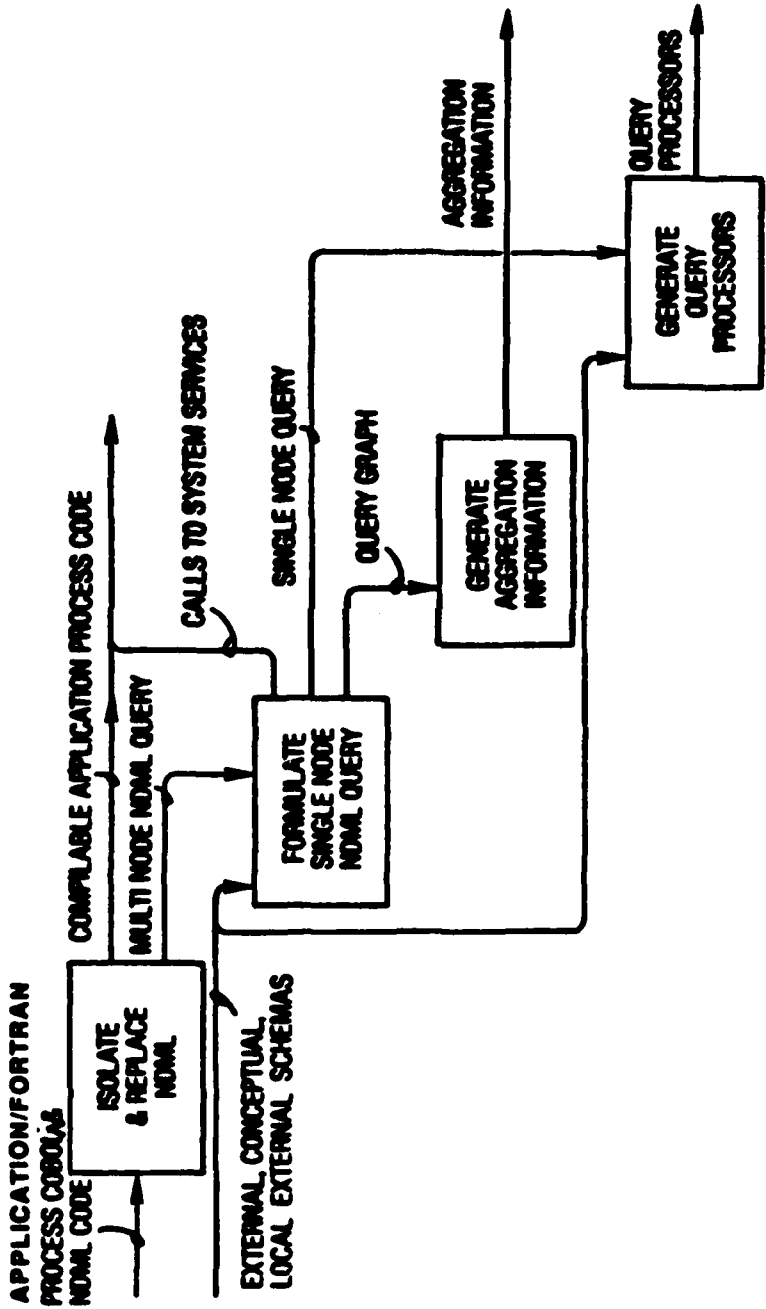 APPLICATION/FORTRAN
PROCESS COBOL/&
NDML CODE
ISOLATE
& REPLACE
NDML
COMPILABLE APPLICATION PROCESS CODE
MULTI NODE NDML QUERY
EXTERNAL, CONCEPTUAL,
LOCAL EXTERNAL SCHEMAS
FORMULATE
SINGLE NODE
NDML QUERY
CALLS TO SYSTEM SERVICES
SINGLE NODE QUERY
QUERY GRAPH
GENERATE
AGGREGATION
INFORMATION
AGGREGATION
INFORMATION
GENERATE
QUERY
PROCESSORS
QUERY
PROCESSORS